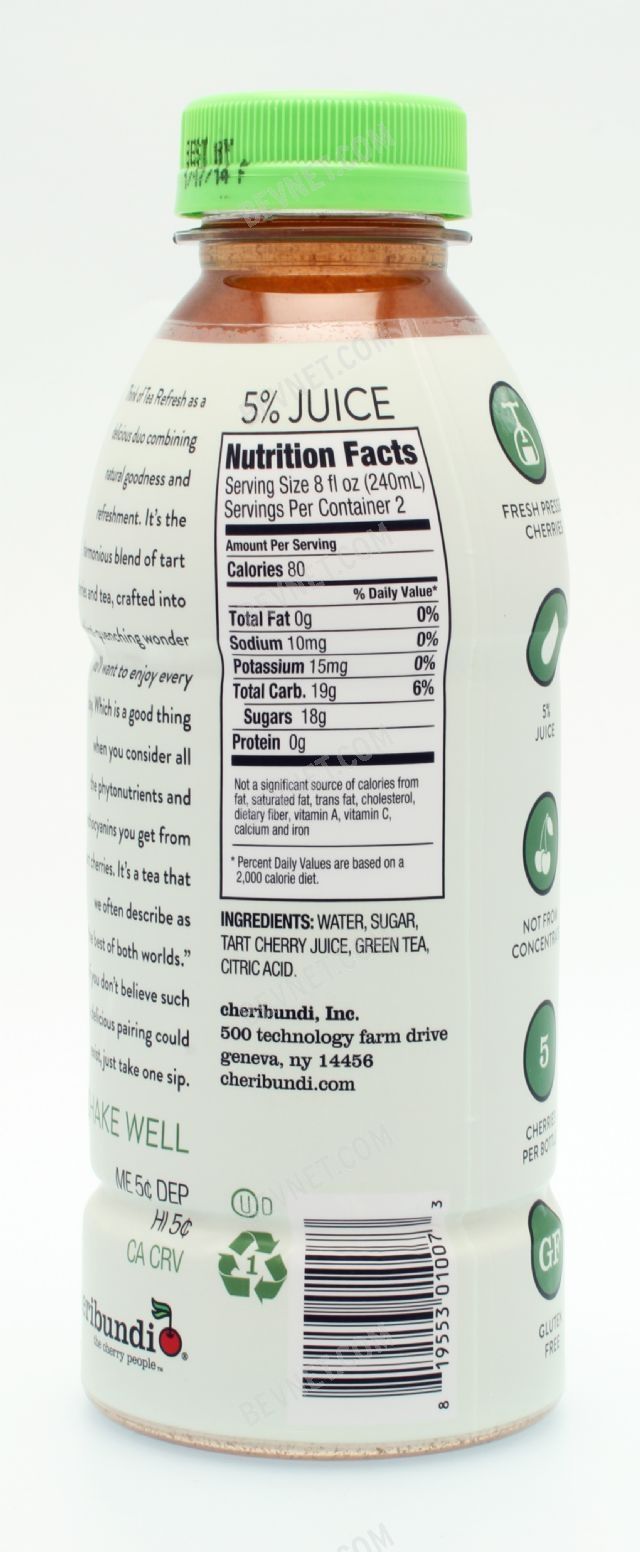 BEST BY
5% JUICE
Nutrition Facts
Serving Size 8 fl oz (240mL)
Servings Per Container 2
Amount Per Serving
Calories 80
% Daily Value*
Total Fat 0g 0%
Sodium 10mg 0%
Potassium 15mg 0%
Total Carb. 19g 6%
Sugars 18g
Protein 0g
Not a significant source of calories from
fat, saturated fat, trans fat, cholesterol,
dietary fiber, vitamin A, vitamin C,
calcium and iron
* Percent Daily Values are based on a
2,000 calorie diet.
INGREDIENTS: WATER, SUGAR,
TART CHERRY JUICE, GREEN TEA,
CITRIC ACID.
cheribundi, Inc.
500 technology farm drive
geneva, ny 14456
cheribundi.com
Think of Tea Refresh as a
delicious duo combining
natural goodness and
refreshment. It's the
blend of tart
and tea, crafted into
wonder
want to enjoy every
Which is a good thing
when you consider all
the phytonutrients and
you get from
cherries. It's a tea that
we often describe as
best of both worlds."
you don't believe such
delicious pairing could
just take one sip.
SHAKE WELL
ME 5¢ DEP
HI 5¢
CA CRV
cheribundi®
the cherry people™
U D
1
8 19553 01007 3
FRESH PRESSED
CHERRIES
5%
JUICE
NOT FROM
CONCENTRATE
5
CHERRIES
PER BOTTLE
GF
GLUTEN
FREE
BEVNET.COM